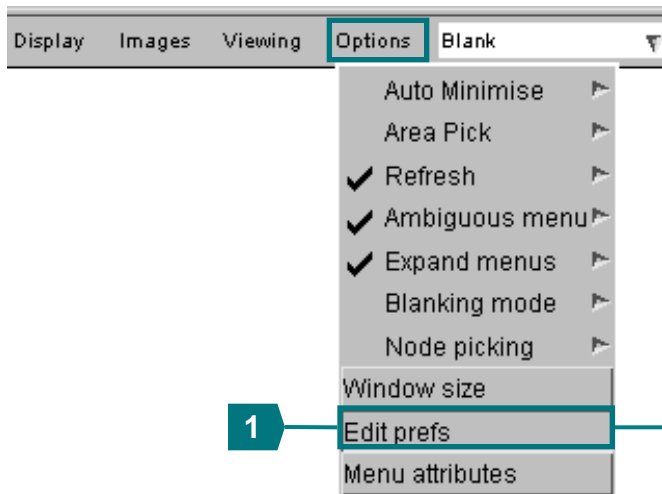 Display Images Viewing Options Blank
Auto Minimise
Area Pick
Refresh
Ambiguous menu
Expand menus
Blanking mode
Node picking
Window size
1 Edit prefs
Menu attributes